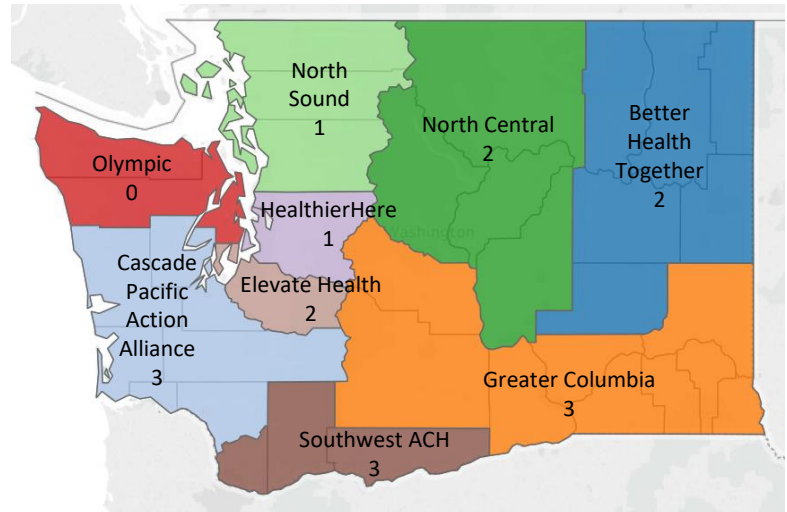 North
Sound
1
North Central
2
Better
Health
Together
2
Olympic
0
HealthierHere
1
Washington
Cascade
Pacific
Action
Alliance
3
Elevate Health
2
Greater Columbia
3
Southwest ACH
3